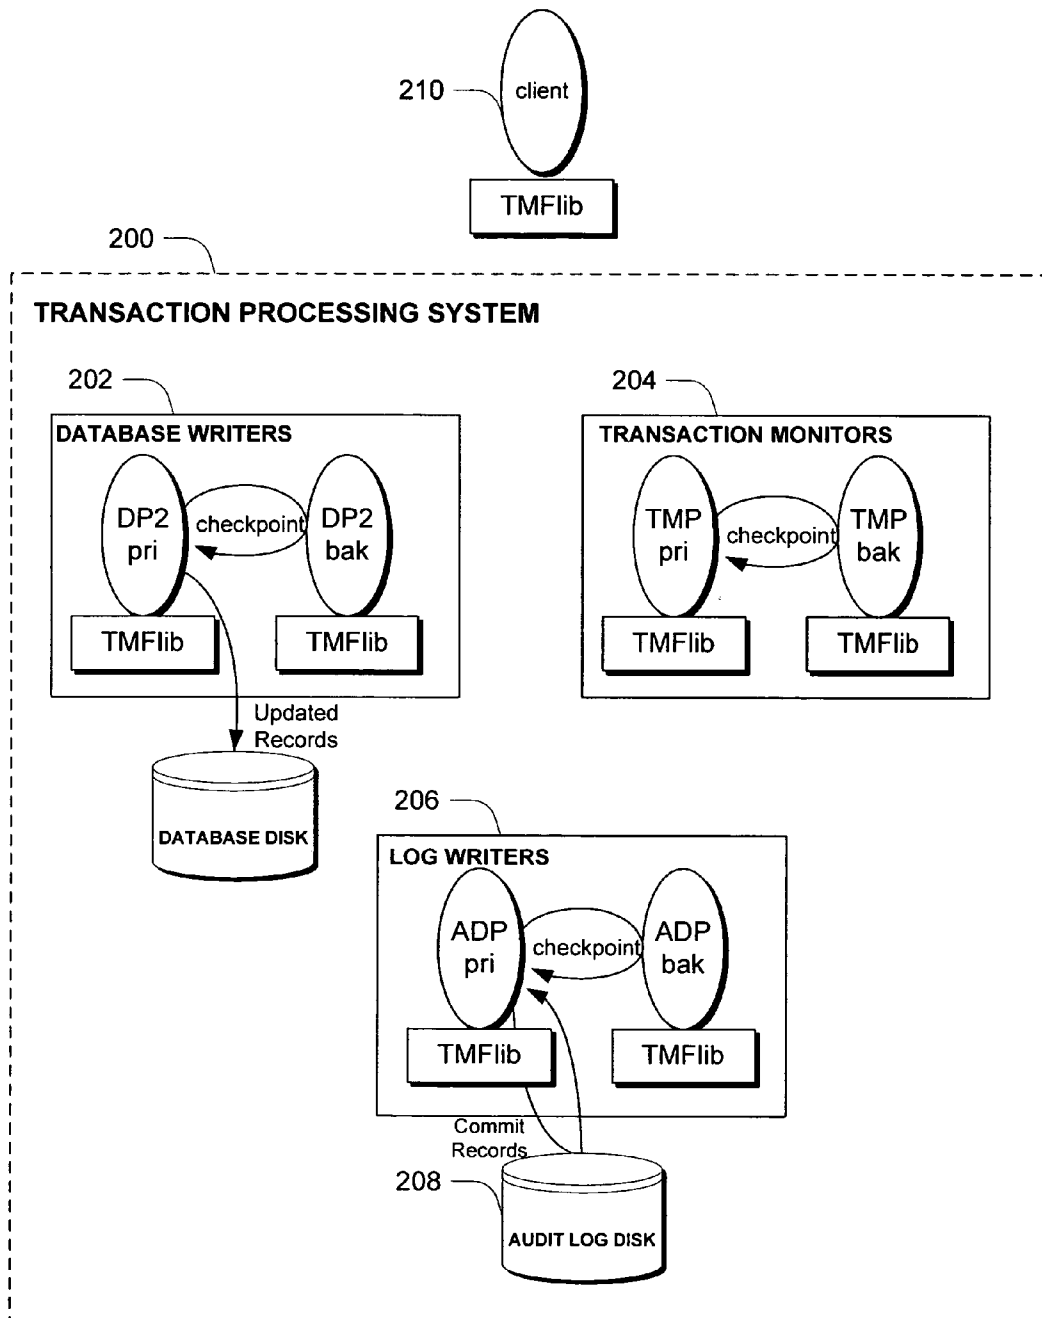 210
client
TMFlib
200
TRANSACTION PROCESSING SYSTEM
202
DATABASE WRITERS
DP2
pri
checkpoint
DP2
bak
TMFlib
TMFlib
Updated
Records
DATABASE DISK
204
TRANSACTION MONITORS
TMP
pri
checkpoint
TMP
bak
TMFlib
TMFlib
206
LOG WRITERS
ADP
pri
checkpoint
ADP
bak
TMFlib
TMFlib
Commit
Records
208
AUDIT LOG DISK